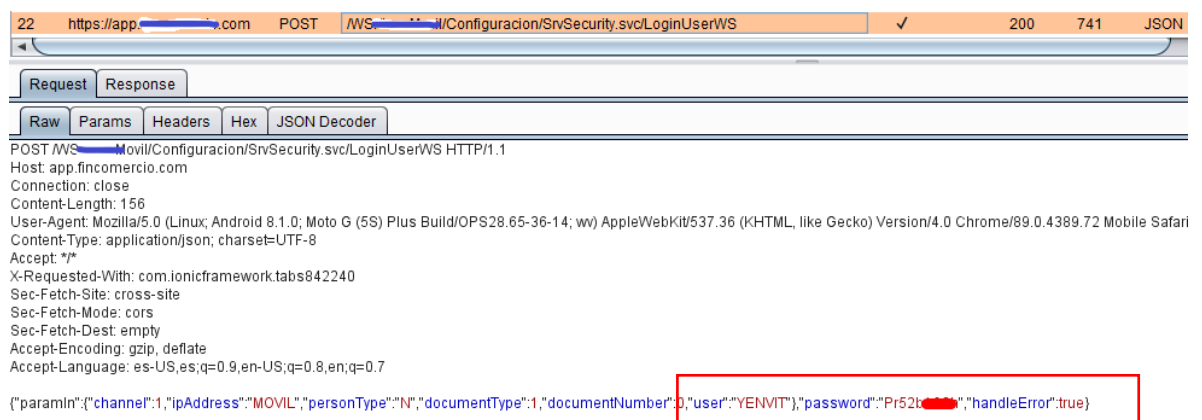 22 https://app. .com POST /WS /Configuracion/SrvSecurity.svc/LoginUserWS ✓ 200 741 JSON
Request Response
Raw Params Headers Hex JSON Decoder
POST /WS Movil/Configuracion/SrvSecurity.svc/LoginUserWS HTTP/1.1
Host: app.fincomercio.com
Connection: close
Content-Length: 156
User-Agent: Mozilla/5.0 (Linux; Android 8.1.0; Moto G (5S) Plus Build/OPS28.65-36-14; wv) AppleWebKit/537.36 (KHTML, like Gecko) Version/4.0 Chrome/89.0.4389.72 Mobile Safari
Content-Type: application/json; charset=UTF-8
Accept: */*
X-Requested-With: com.ionicframework.tabs842240
Sec-Fetch-Site: cross-site
Sec-Fetch-Mode: cors
Sec-Fetch-Dest: empty
Accept-Encoding: gzip, deflate
Accept-Language: es-US,es;q=0.9,en-US;q=0.8,en;q=0.7
{"paramIn":{"channel":1,"ipAddress":"MOVIL","personType":"N","documentType":1,"documentNumber":0,"user":"YENVIT"},"password":" ","handleError":true}